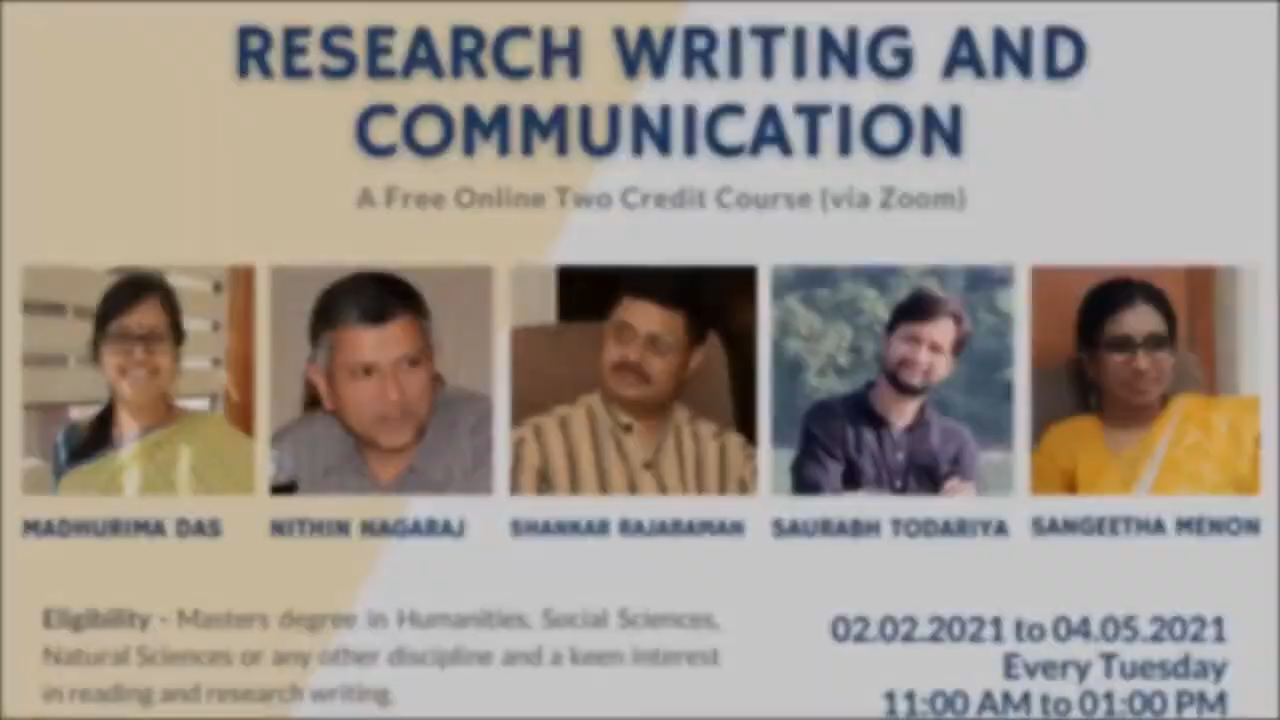 RESEARCH WRITING AND
COMMUNICATION
A Free Online Two Credit Course (via Zoom)
MADHURIMA DAS
NITHIN NAGARAJ
SHANKAR RAJARAMAN
SAURABH TODARIYA
SANGEETHA MENON
Eligibility - Masters degree in Humanities, Social Sciences,
Natural Sciences or any other discipline and a keen interest
in reading and research writing.
02.02.2021 to 04.05.2021
Every Tuesday
11:00 AM to 01:00 PM